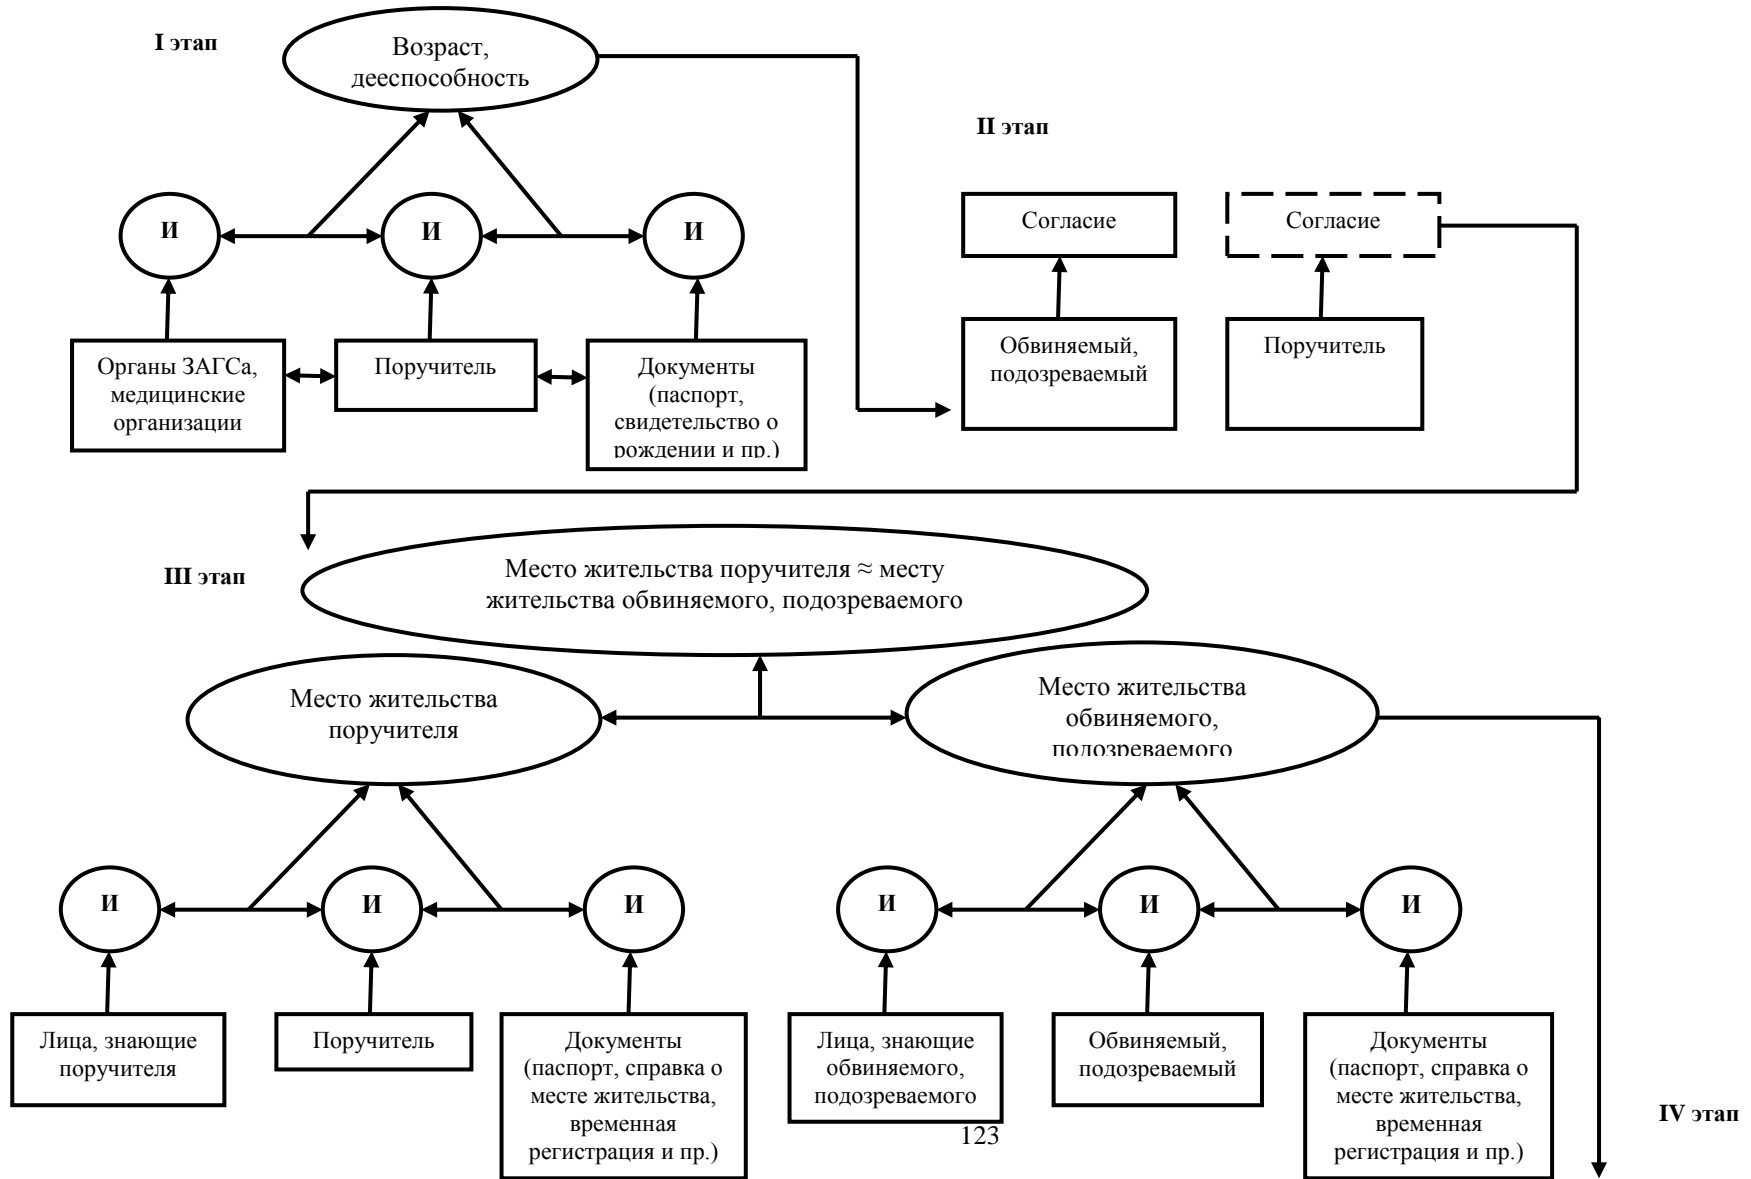 I этап
Возраст,
дееспособность
II этап
И
И
И
Согласие
Согласие
Органы ЗАГСа,
медицинские
организации
Поручитель
Документы
(паспорт,
свидетельство о
рождении и пр.)
Обвиняемый,
подозреваемый
Поручитель
III этап
Место жительства поручителя ≈ месту
жительства обвиняемого, подозреваемого
Место жительства
поручителя
Место жительства
обвиняемого,
подозреваемого
И
И
И
И
И
И
Лица, знающие
поручителя
Поручитель
Документы
(паспорт, справка о
месте жительства,
временная
регистрация и пр.)
Лица, знающие
обвиняемого,
подозреваемого
Обвиняемый,
подозреваемый
Документы
(паспорт, справка о
месте жительства,
временная
регистрация и пр.)
IV этап
123